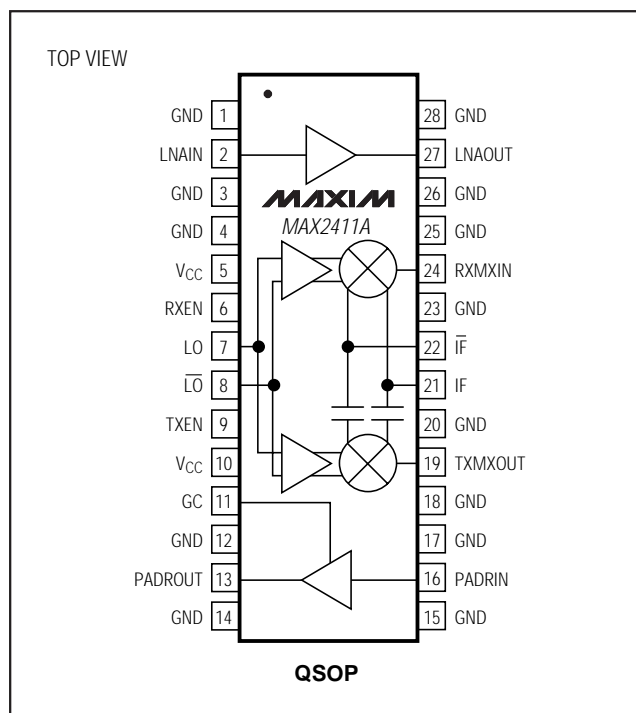 TOP VIEW
GND 1
LNAIN 2
GND 3
GND 4
VCC 5
RXEN 6
LO 7
L̅O̅ 8
TXEN 9
VCC 10
GC 11
GND 12
PADROUT 13
GND 14
MAXIM
MAX2411A
28 GND
27 LNAOUT
26 GND
25 GND
24 RXMXIN
23 GND
22 I̅F̅
21 IF
20 GND
19 TXMXOUT
18 GND
17 GND
16 PADRIN
15 GND
QSOP